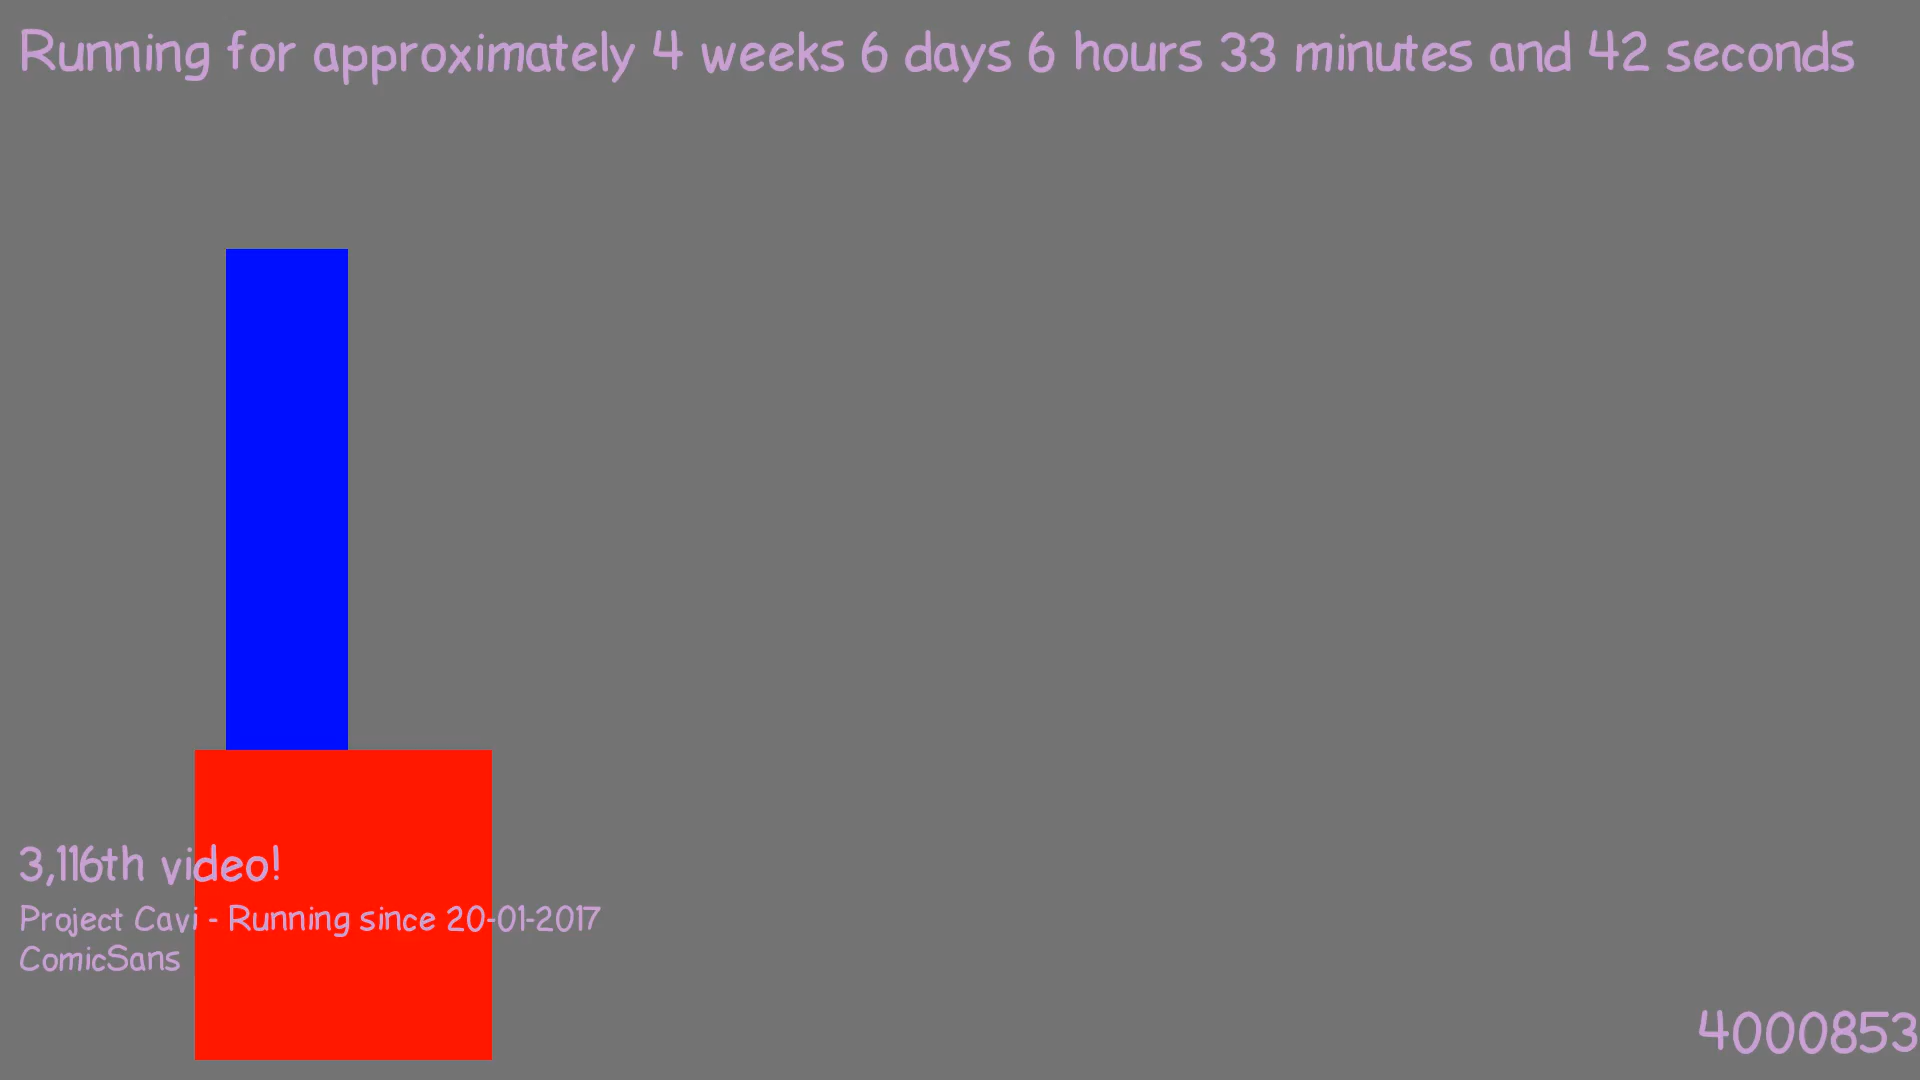 Running for approximately 4 weeks 6 days 6 hours 33 minutes and 42 seconds
3,116th video!
Project Cavi - Running since 20-01-2017
ComicSans
4000853